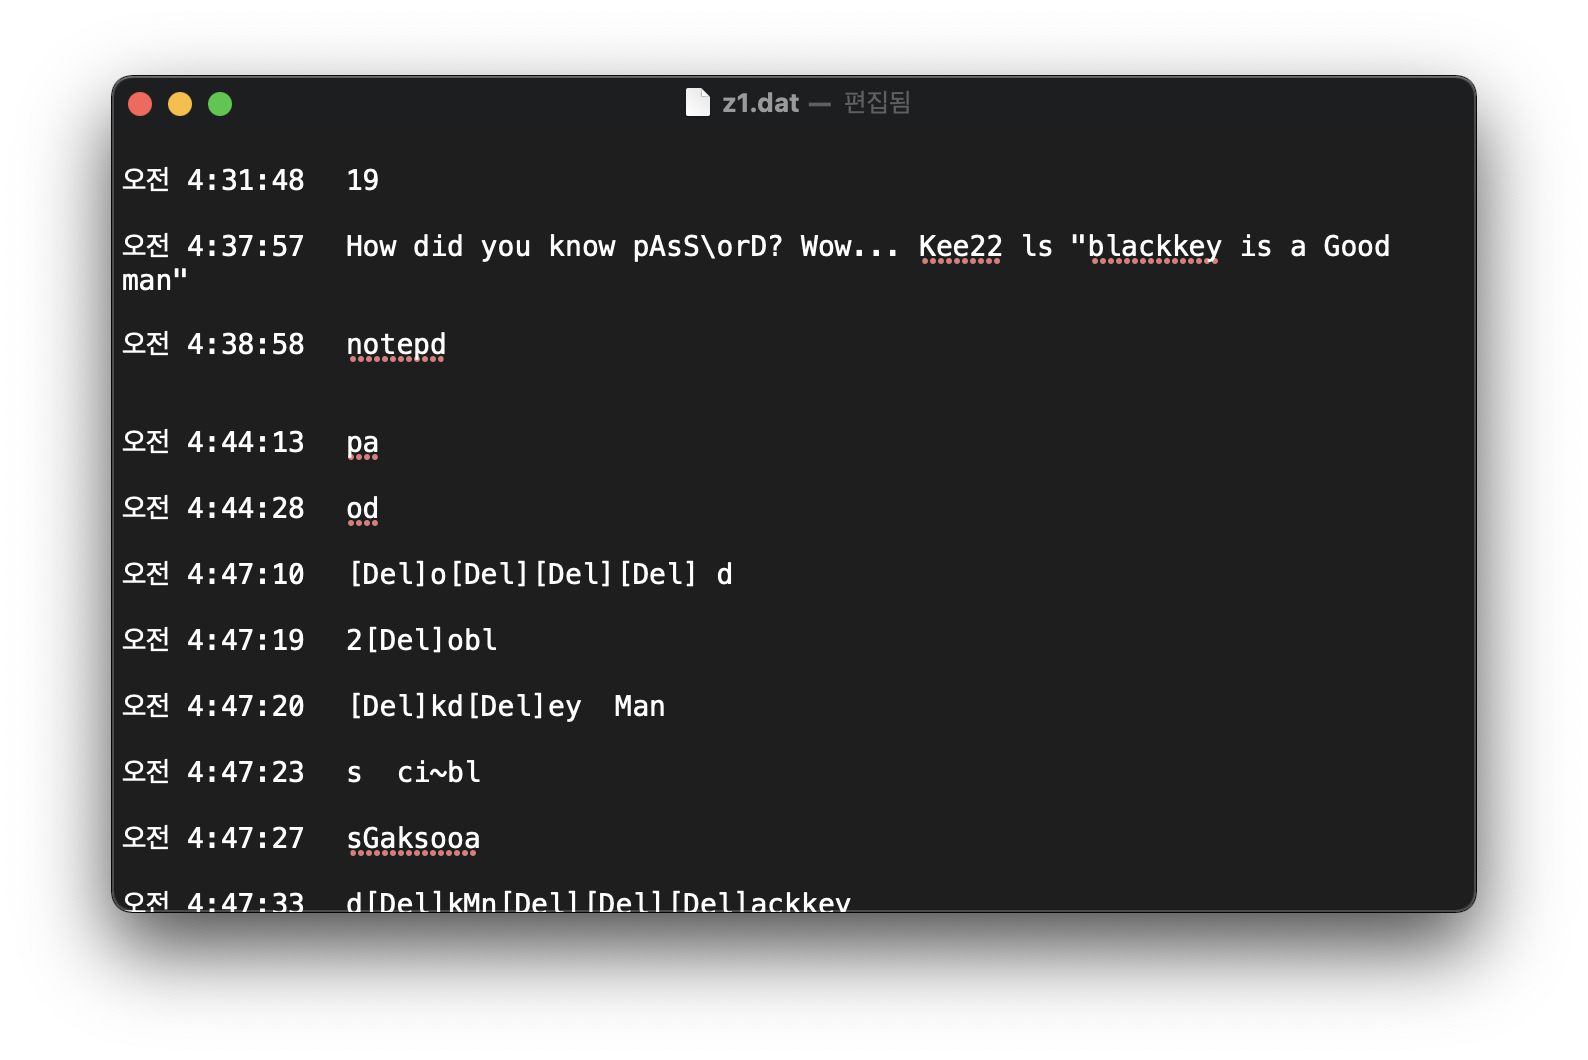 z1.dat — 편집됨
오전 4:31:48 19
오전 4:37:57 How did you know pAsS\orD? Wow... Kee22 ls "blackkey is a Good
man"
오전 4:38:58 notepd
오전 4:44:13 pa
오전 4:44:28 od
오전 4:47:10 [Del]o[Del][Del][Del] d
오전 4:47:19 2[Del]obl
오전 4:47:20 [Del]kd[Del]ey  Man
오전 4:47:23 s  ci~bl
오전 4:47:27 sGaksooa
오전 4:47:33 d[Del]kMn[Del][Del][Del]ackkey